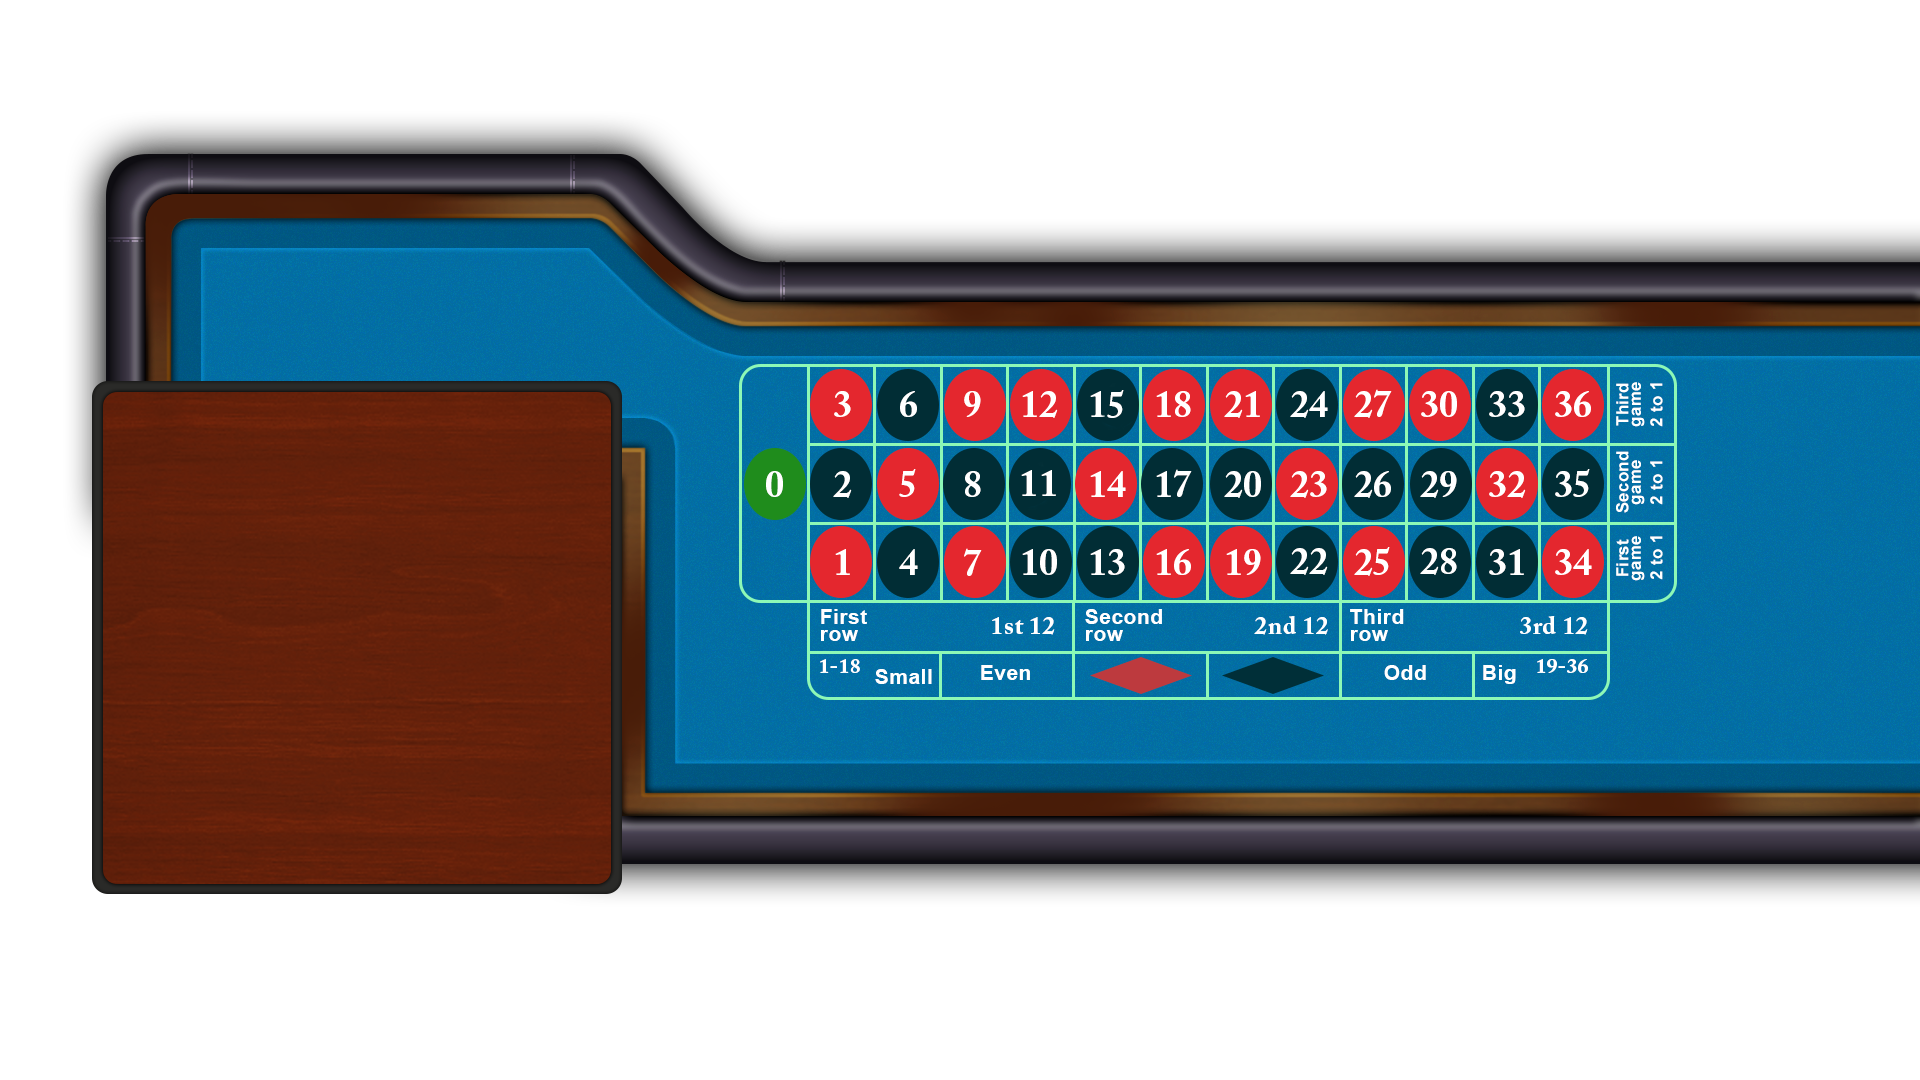 3 6 9 12 15 18 21 24 27 30 33 36
Third
game
2 to 1
0 2 5 8 11 14 17 20 23 26 29 32 35
Second
game
2 to 1
1 4 7 10 13 16 19 22 25 28 31 34
First
game
2 to 1
First
row
1st 12
Second
row
2nd 12
Third
row
3rd 12
1-18 Small
Even
Odd
Big 19-36